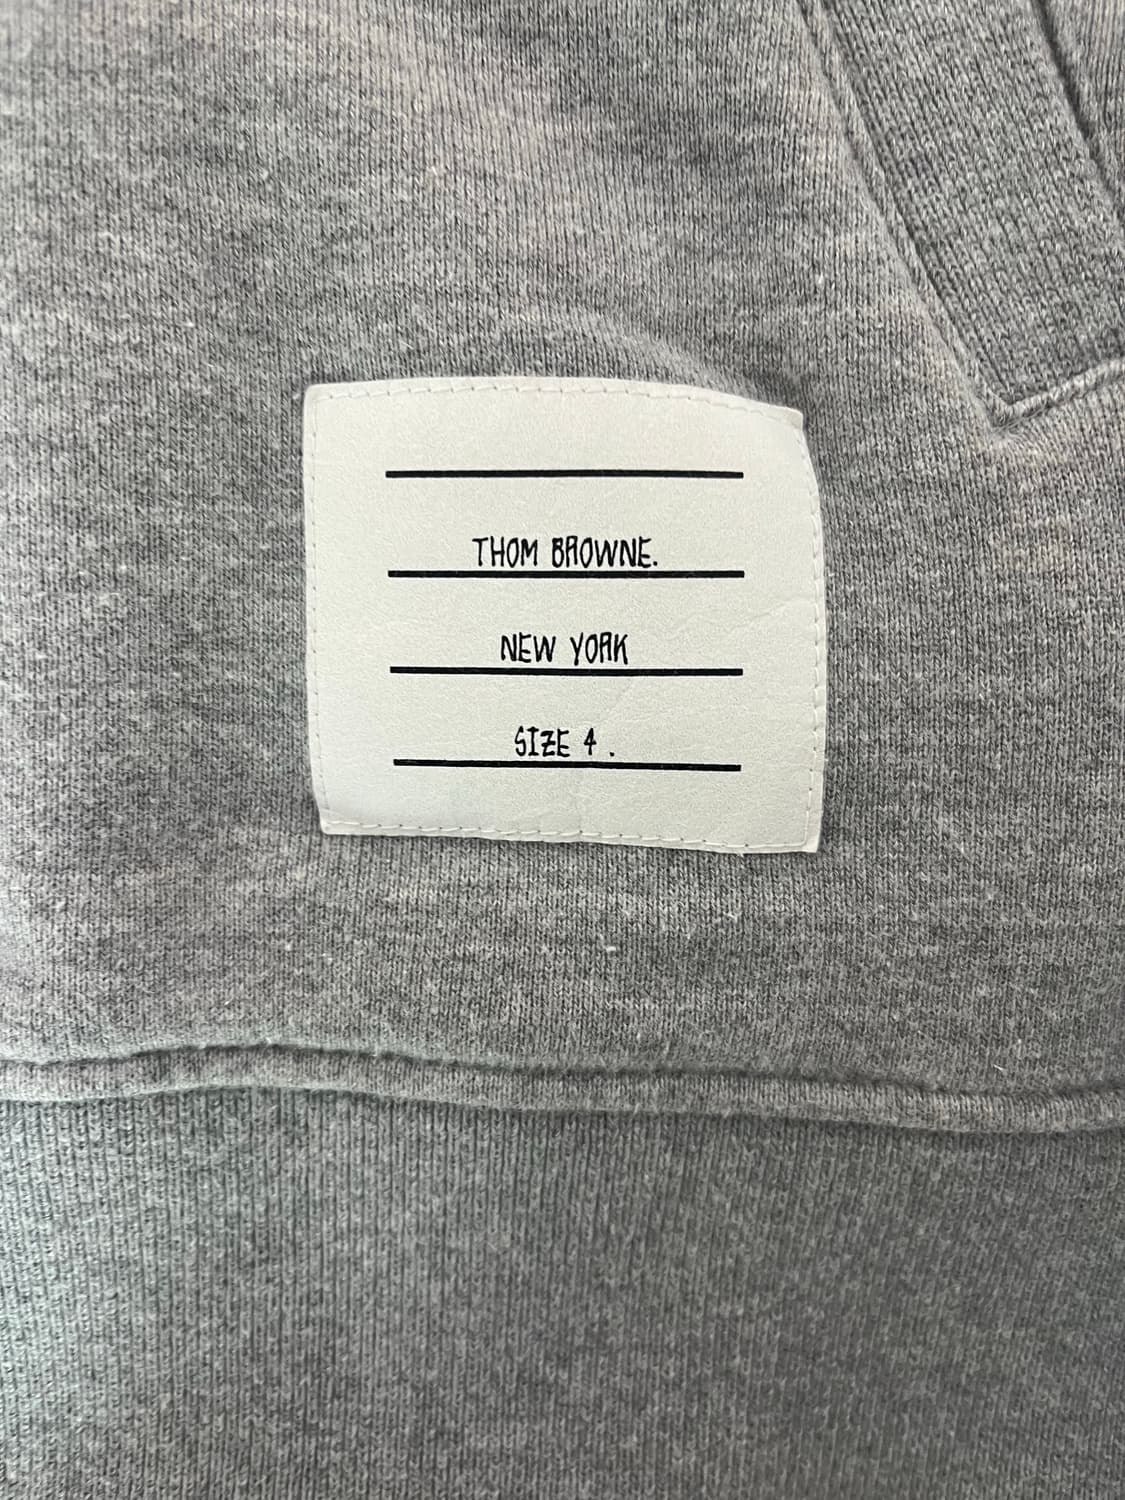 THOM BROWNE.
NEW YORK
SIZE 4 .